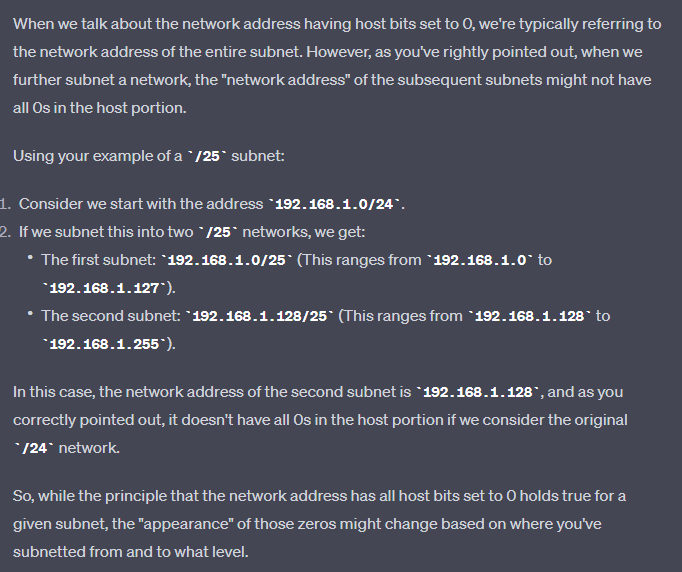 When we talk about the network address having host bits set to 0, we're typically referring to
the network address of the entire subnet. However, as you've rightly pointed out, when we
further subnet a network, the "network address" of the subsequent subnets might not have
all 0s in the host portion.
Using your example of a `/25` subnet:
1. Consider we start with the address `192.168.1.0/24`.
2. If we subnet this into two `/25` networks, we get:
• The first subnet: `192.168.1.0/25` (This ranges from `192.168.1.0` to
`192.168.1.127`).
• The second subnet: `192.168.1.128/25` (This ranges from `192.168.1.128` to
`192.168.1.255`).
In this case, the network address of the second subnet is `192.168.1.128`, and as you
correctly pointed out, it doesn't have all 0s in the host portion if we consider the original
`/24` network.
So, while the principle that the network address has all host bits set to 0 holds true for a
given subnet, the "appearance" of those zeros might change based on where you've
subnetted from and to what level.